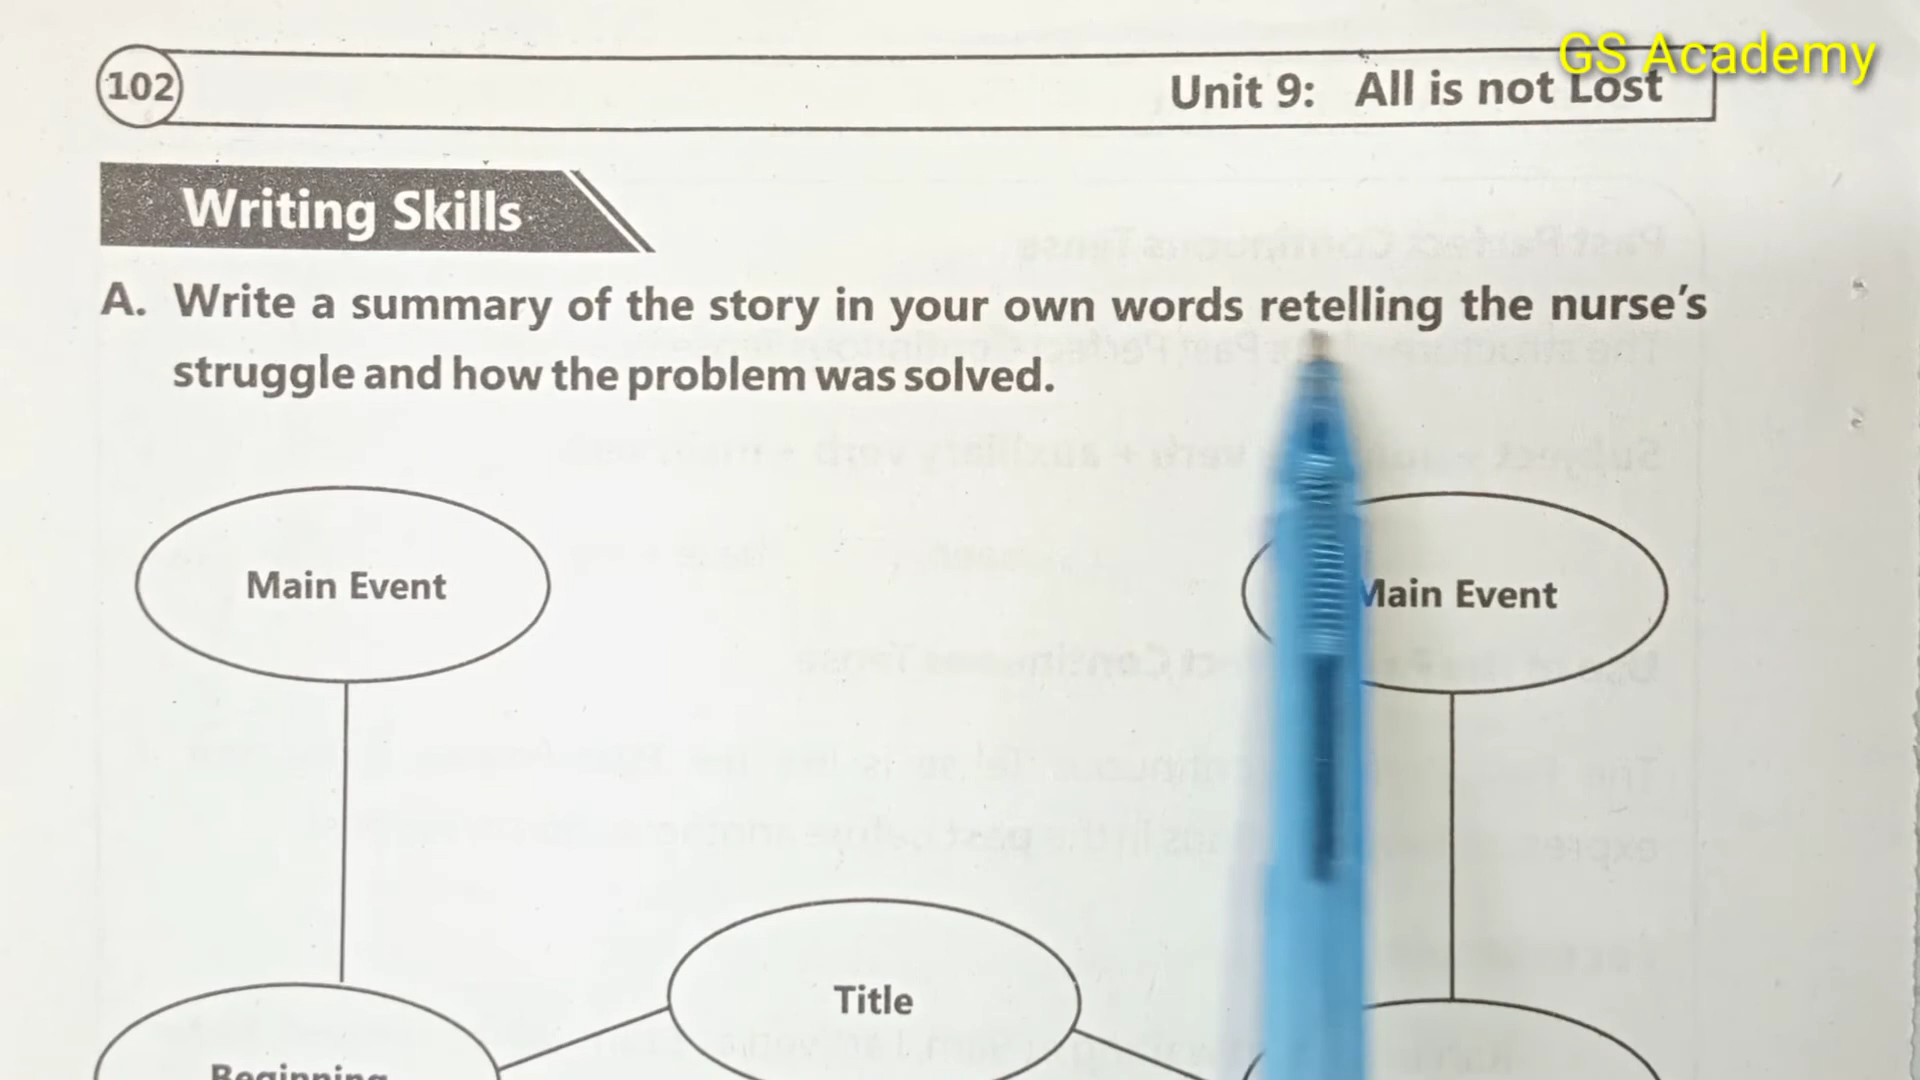 GS Academy
102
Unit 9: All is not Lost
Writing Skills
A. Write a summary of the story in your own words retelling the nurse's
struggle and how the problem was solved.
Main Event
Main Event
Title
Beginning